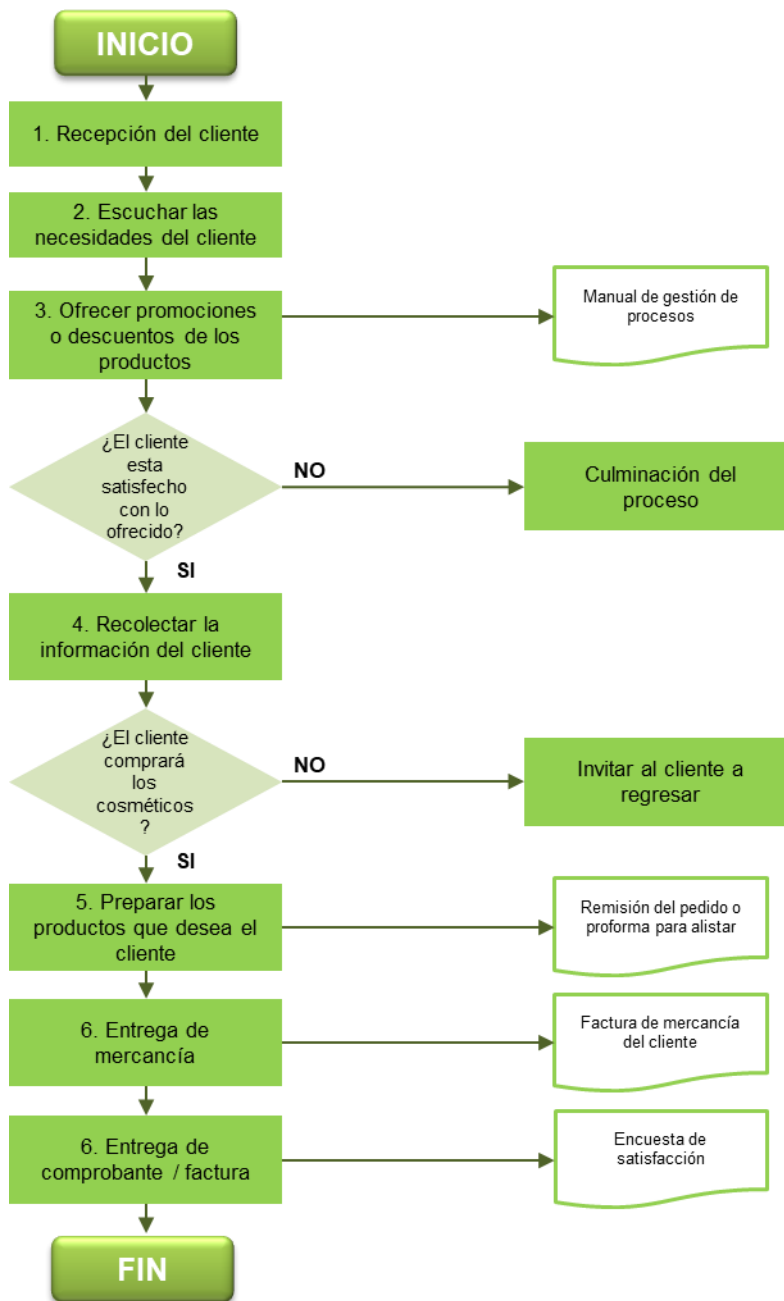 INICIO
1. Recepción del cliente
2. Escuchar las
necesidades del cliente
3. Ofrecer promociones
o descuentos de los
productos
Manual de gestión de
procesos
¿El cliente
esta
satisfecho
con lo
ofrecido?
NO
Culminación del
proceso
SI
4. Recolectar la
información del cliente
¿El cliente
comprará
los
cosméticos
?
NO
Invitar al cliente a
regresar
SI
5. Preparar los
productos que desea el
cliente
Remisión del pedido o
proforma para alistar
6. Entrega de
mercancía
Factura de mercancía
del cliente
6. Entrega de
comprobante / factura
Encuesta de
satisfacción
FIN